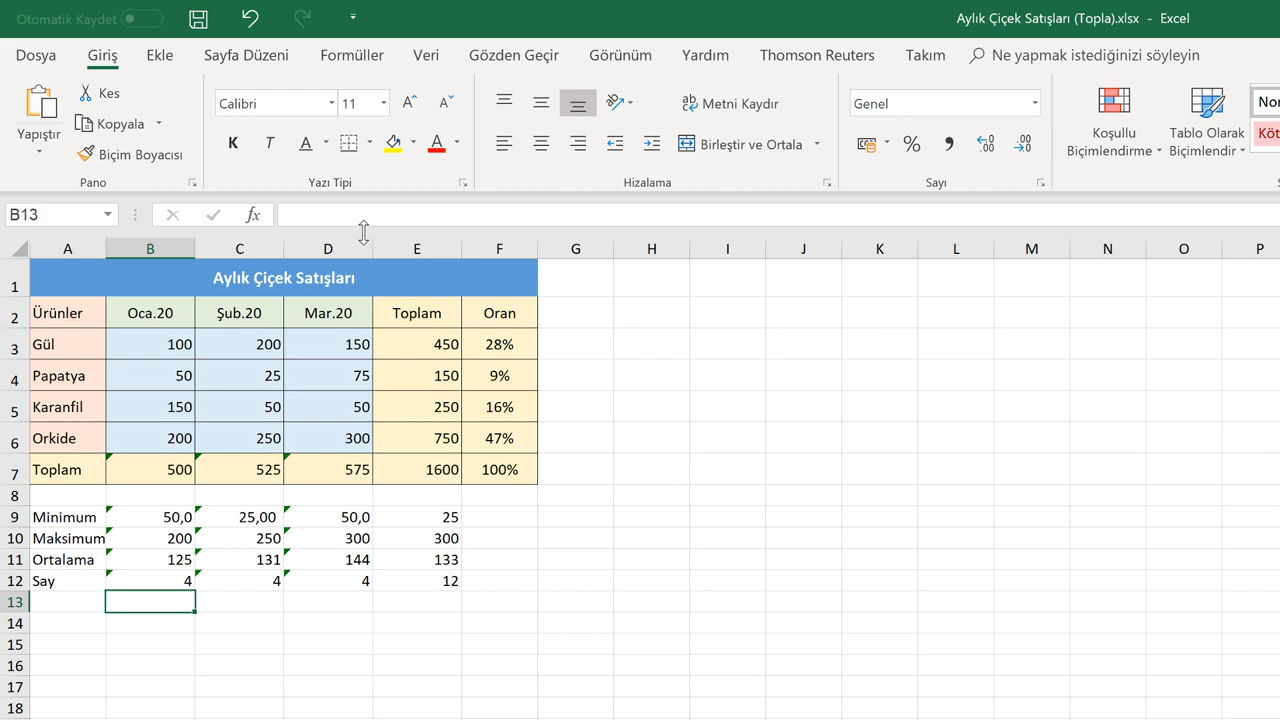 Otomatik Kaydet
Aylık Çiçek Satışları (Topla).xlsx - Excel
Dosya Giriş Ekle Sayfa Düzeni Formüller Veri Gözden Geçir Görünüm Yardım Thomson Reuters Takım Ne yapmak istediğinizi söyleyin
Yapıştır
Kes
Kopyala
Biçim Boyacısı
Pano
Calibri 11
K T A A
Yazı Tipi
Metni Kaydır
Birleştir ve Ortala
Hizalama
Genel
%
Sayı
Koşullu
Biçimlendirme
Tablo Olarak
Biçimlendir
B13 fx
A B C D E F G H I J K L M N O P
1 Aylık Çiçek Satışları
2 Ürünler Oca.20 Şub.20 Mar.20 Toplam Oran
3 Gül 100 200 150 450 28%
4 Papatya 50 25 75 150 9%
5 Karanfil 150 50 50 250 16%
6 Orkide 200 250 300 750 47%
7 Toplam 500 525 575 1600 100%
8
9 Minimum 50,0 25,00 50,0 25
10 Maksimum 200 250 300 300
11 Ortalama 125 131 144 133
12 Say 4 4 4 12
13
14
15
16
17
18